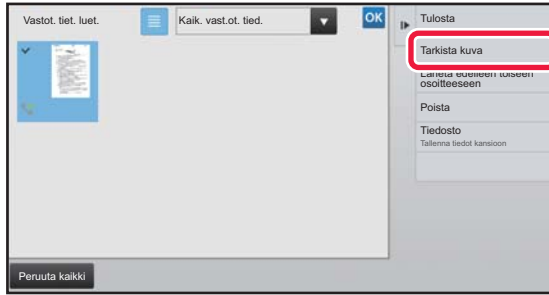 Vastot. tiet. luet.
Kaik. vast.ot. tied.
OK
Tulosta
Tarkista kuva
Lähetä edelleen toiseen
osoitteeseen
Poista
Tiedosto
Tallenna tiedot kansioon
Peruuta kaikki